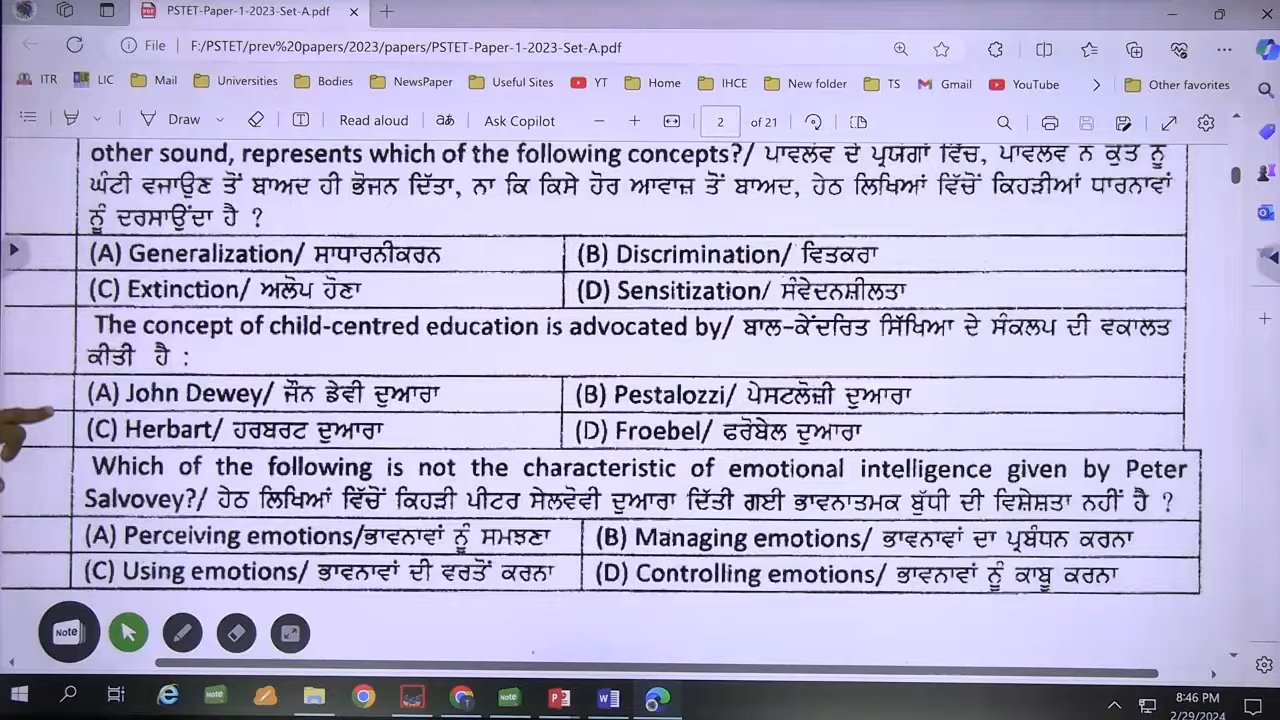 PSTET-Paper-1-2023-Set-A.pdf
File F:/PSTET/prev%20papers/2023/papers/PSTET-Paper-1-2023-Set-A.pdf
ITR LIC Mail Universities Bodies NewsPaper Useful Sites YT Home IHCE New folder TS Gmail YouTube Other favorites
Draw Read aloud aあ Ask Copilot 2 of 21
other sound, represents which of the following concepts?/ ਪਾਵਲਵ ਦੇ ਪ੍ਰਯੋਗਾਂ ਵਿੱਚ, ਪਾਵਲਵ ਨੇ ਕੁੱਤੇ ਨੂੰ
ਘੰਟੀ ਵਜਾਉਣ ਤੋਂ ਬਾਅਦ ਹੀ ਭੋਜਨ ਦਿੱਤਾ, ਨਾ ਕਿ ਕਿਸੇ ਹੋਰ ਆਵਾਜ਼ ਤੋਂ ਬਾਅਦ, ਹੇਠ ਲਿਖਿਆਂ ਵਿੱਚੋਂ ਕਿਹੜੀਆਂ ਧਾਰਨਾਵਾਂ
ਨੂੰ ਦਰਸਾਉਂਦਾ ਹੈ ?
(A) Generalization/ ਸਾਧਾਰਨੀਕਰਨ (B) Discrimination/ ਵਿਤਕਰਾ
(C) Extinction/ ਅਲੋਪ ਹੋਣਾ (D) Sensitization/ ਸੰਵੇਦਨਸ਼ੀਲਤਾ
The concept of child-centred education is advocated by/ ਬਾਲ-ਕੇਂਦਰਿਤ ਸਿੱਖਿਆ ਦੇ ਸੰਕਲਪ ਦੀ ਵਕਾਲਤ
ਕੀਤੀ ਹੈ :
(A) John Dewey/ ਜੌਨ ਡੇਵੀ ਦੁਆਰਾ (B) Pestalozzi/ ਪੇਸਟਲੋਜ਼ੀ ਦੁਆਰਾ
(C) Herbart/ ਹਰਬਰਟ ਦੁਆਰਾ (D) Froebel/ ਫਰੋਬੇਲ ਦੁਆਰਾ
Which of the following is not the characteristic of emotional intelligence given by Peter
Salvovey?/ ਹੇਠ ਲਿਖਿਆਂ ਵਿੱਚੋਂ ਕਿਹੜੀ ਪੀਟਰ ਸੇਲਵੋਵੀ ਦੁਆਰਾ ਦਿੱਤੀ ਗਈ ਭਾਵਨਾਤਮਕ ਬੁੱਧੀ ਦੀ ਵਿਸ਼ੇਸ਼ਤਾ ਨਹੀਂ ਹੈ ?
(A) Perceiving emotions/ਭਾਵਨਾਵਾਂ ਨੂੰ ਸਮਝਣਾ (B) Managing emotions/ ਭਾਵਨਾਵਾਂ ਦਾ ਪ੍ਰਬੰਧਨ ਕਰਨਾ
(C) Using emotions/ ਭਾਵਨਾਵਾਂ ਦੀ ਵਰਤੋਂ ਕਰਨਾ (D) Controlling emotions/ ਭਾਵਨਾਵਾਂ ਨੂੰ ਕਾਬੂ ਕਰਨਾ
Note
Note Note
8:46 PM
2/29/2024